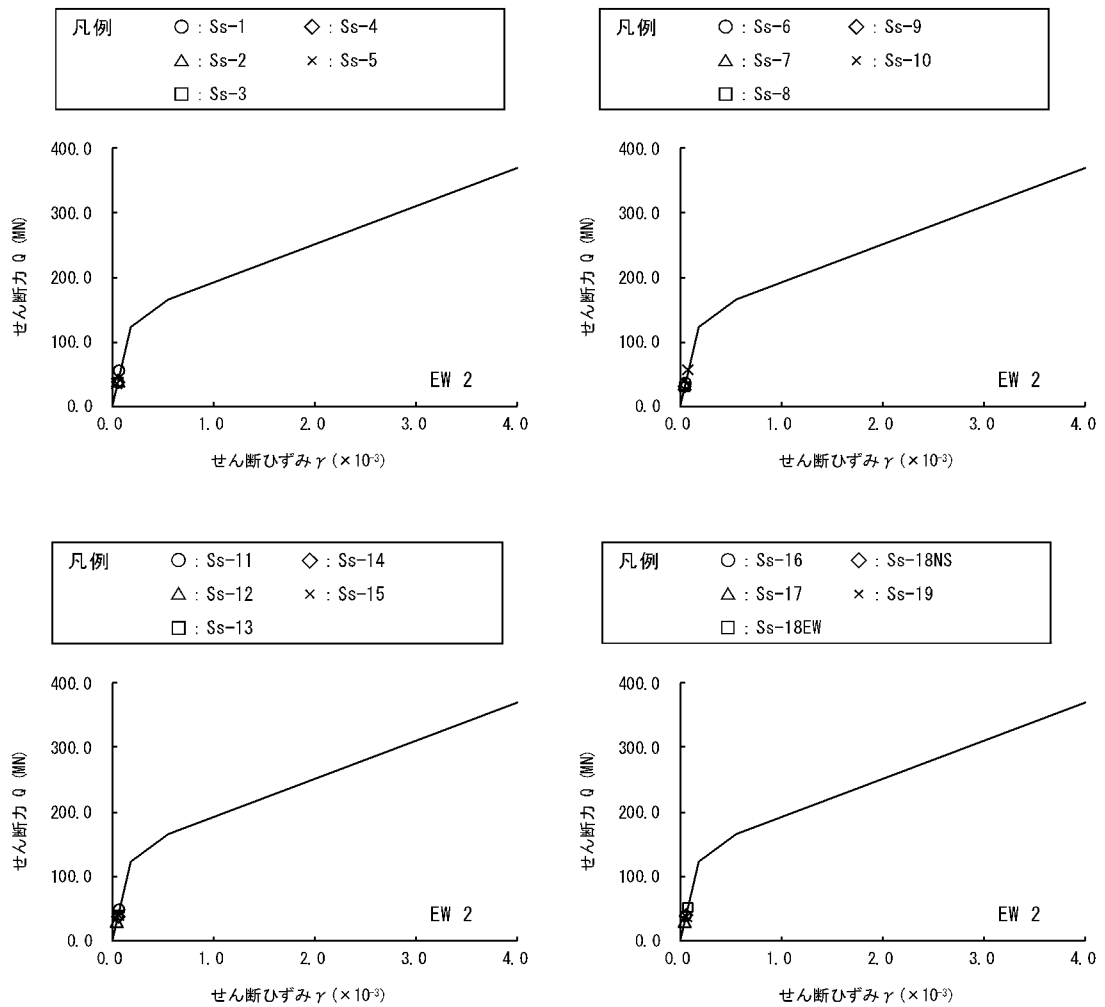 凡例 ○ : Ss-1 ◇ : Ss-4
△ : Ss-2 × : Ss-5
□ : Ss-3
400.0
300.0
200.0
100.0
0.0
せん断力 Q (MN)
EW 2
0.0 1.0 2.0 3.0 4.0
せん断ひずみ γ (×10⁻³)
凡例 ○ : Ss-6 ◇ : Ss-9
△ : Ss-7 × : Ss-10
□ : Ss-8
400.0
300.0
200.0
100.0
0.0
せん断力 Q (MN)
EW 2
0.0 1.0 2.0 3.0 4.0
せん断ひずみ γ (×10⁻³)
凡例 ○ : Ss-11 ◇ : Ss-14
△ : Ss-12 × : Ss-15
□ : Ss-13
400.0
300.0
200.0
100.0
0.0
せん断力 Q (MN)
EW 2
0.0 1.0 2.0 3.0 4.0
せん断ひずみ γ (×10⁻³)
凡例 ○ : Ss-16 ◇ : Ss-18NS
△ : Ss-17 × : Ss-19
□ : Ss-18EW
400.0
300.0
200.0
100.0
0.0
せん断力 Q (MN)
EW 2
0.0 1.0 2.0 3.0 4.0
せん断ひずみ γ (×10⁻³)